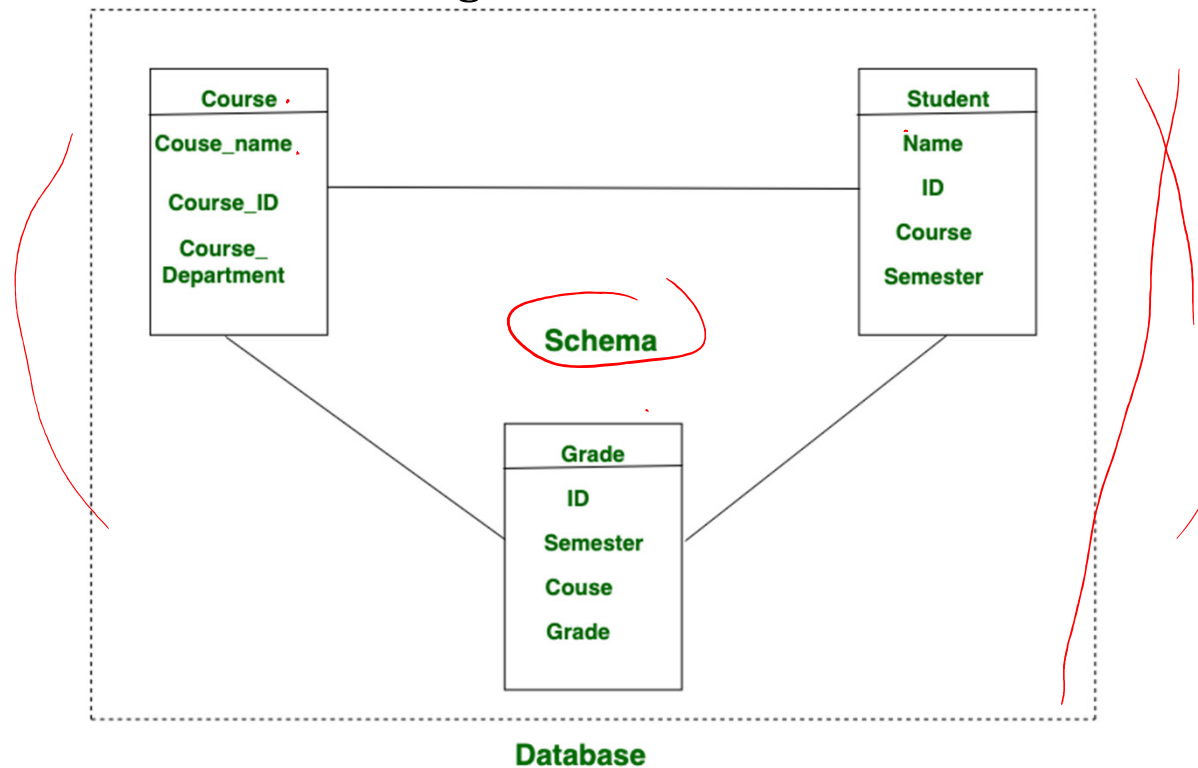 Course
Couse_name
Course_ID
Course_
Department
Student
Name
ID
Course
Semester
Schema
Grade
ID
Semester
Couse
Grade
Database